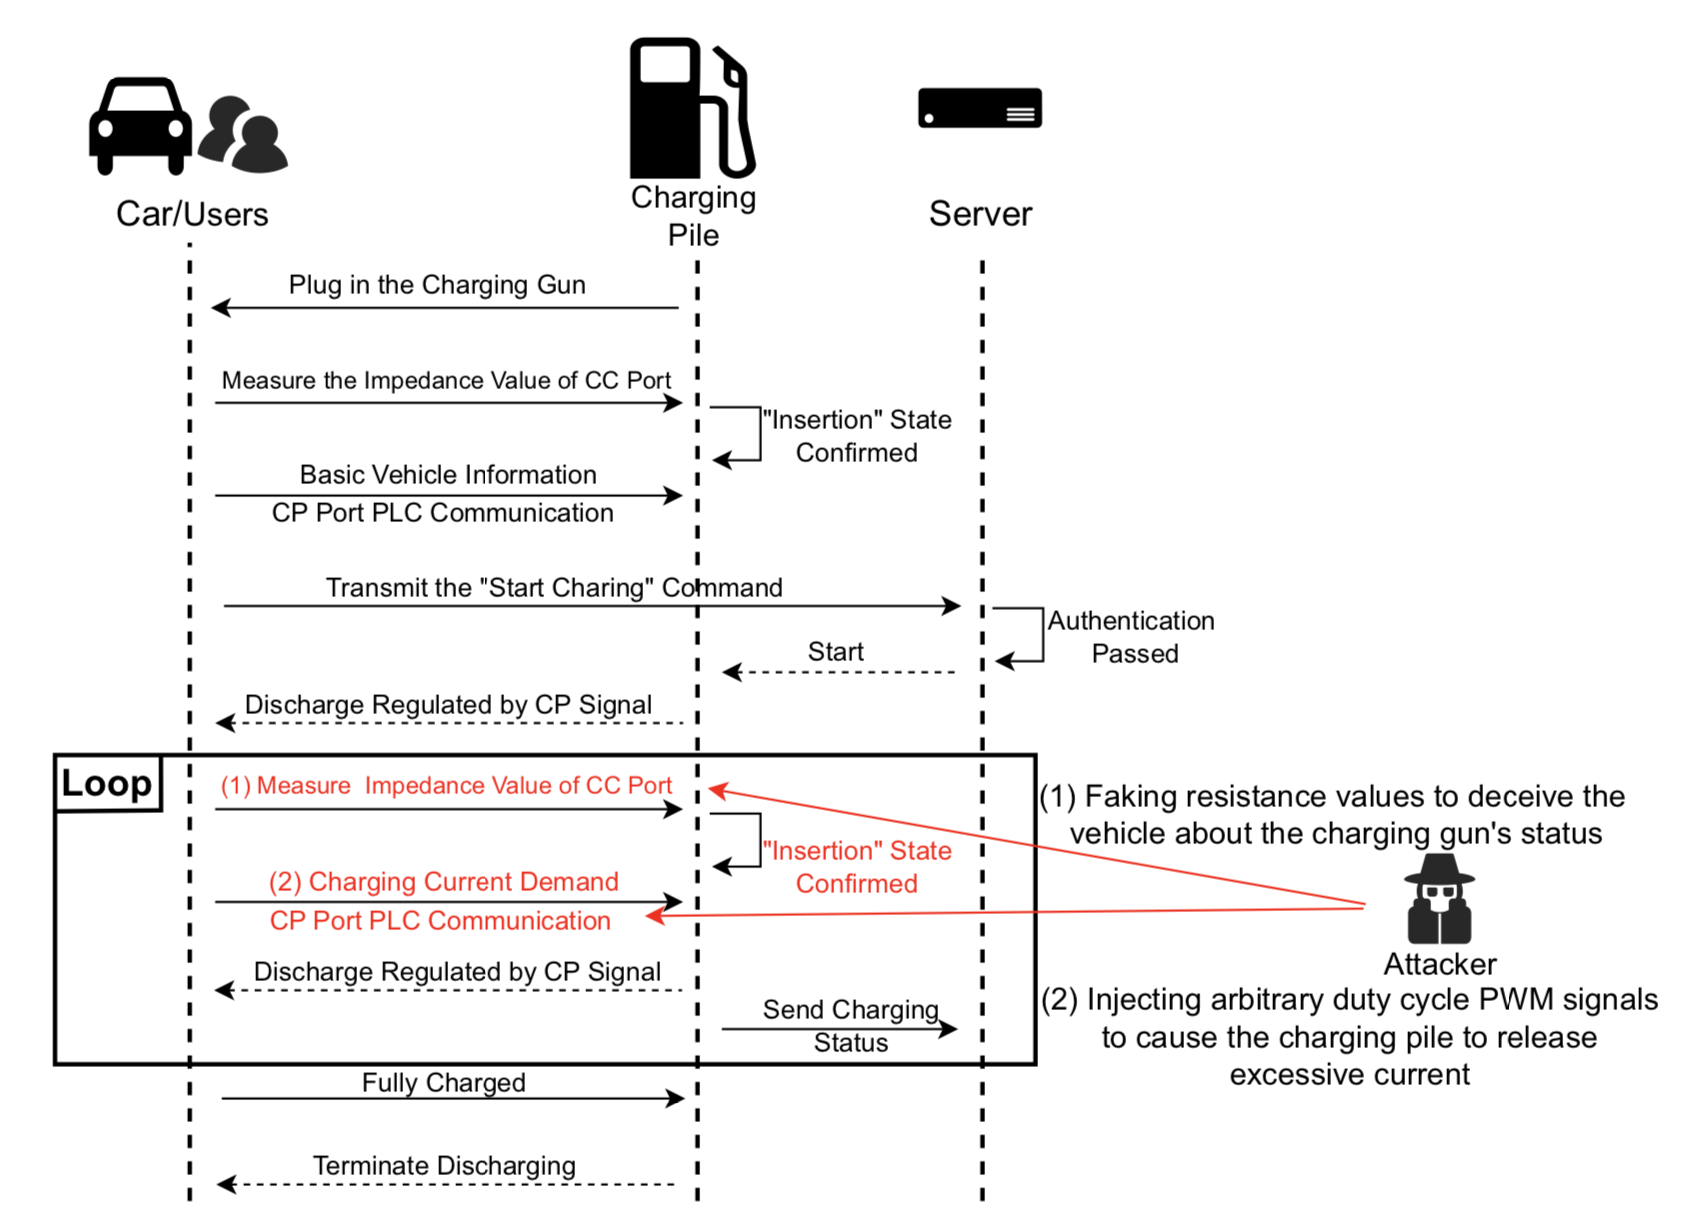 Car/Users
Charging
Pile
Server
Plug in the Charging Gun
Measure the Impedance Value of CC Port
"Insertion" State
Confirmed
Basic Vehicle Information
CP Port PLC Communication
Transmit the "Start Charing" Command
Authentication
Passed
Start
Discharge Regulated by CP Signal
Loop
(1) Measure Impedance Value of CC Port
(1) Faking resistance values to deceive the
vehicle about the charging gun's status
"Insertion" State
Confirmed
(2) Charging Current Demand
CP Port PLC Communication
Attacker
Discharge Regulated by CP Signal
(2) Injecting arbitrary duty cycle PWM signals
to cause the charging pile to release
excessive current
Send Charging
Status
Fully Charged
Terminate Discharging